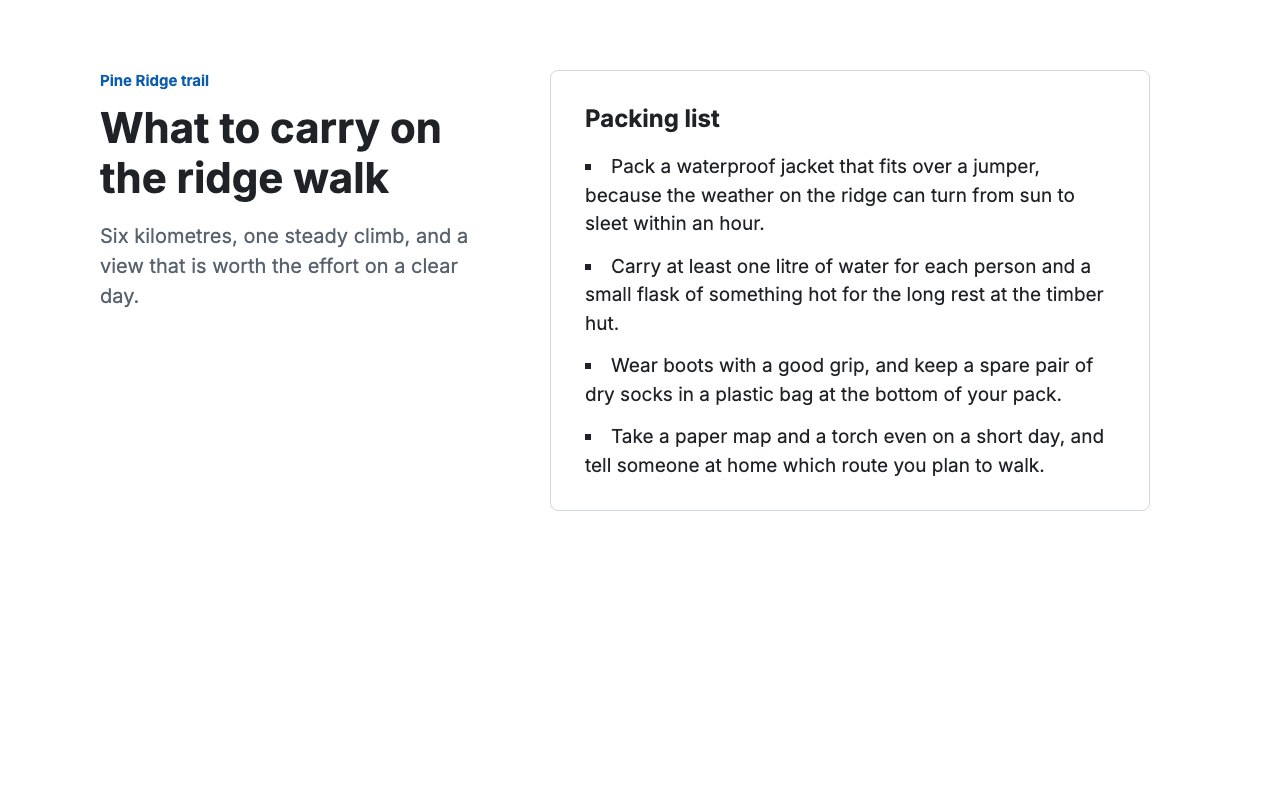 Pine Ridge trail
What to carry on
the ridge walk
Six kilometres, one steady climb, and a
view that is worth the effort on a clear
day.
Packing list
▪ Pack a waterproof jacket that fits over a jumper,
because the weather on the ridge can turn from sun to
sleet within an hour.
▪ Carry at least one litre of water for each person and a
small flask of something hot for the long rest at the timber
hut.
▪ Wear boots with a good grip, and keep a spare pair of
dry socks in a plastic bag at the bottom of your pack.
▪ Take a paper map and a torch even on a short day, and
tell someone at home which route you plan to walk.